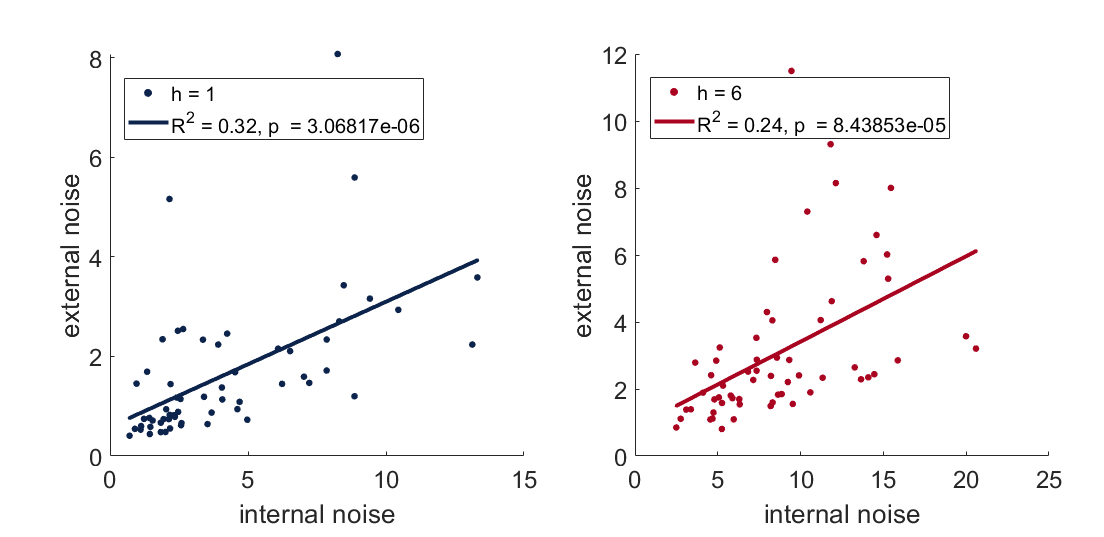 8
6
4
2
0
0 5 10 15
external noise
internal noise
h = 1
R² = 0.32, p = 3.06817e-06
12
10
8
6
4
2
0
0 5 10 15 20 25
external noise
internal noise
h = 6
R² = 0.24, p = 8.43853e-05